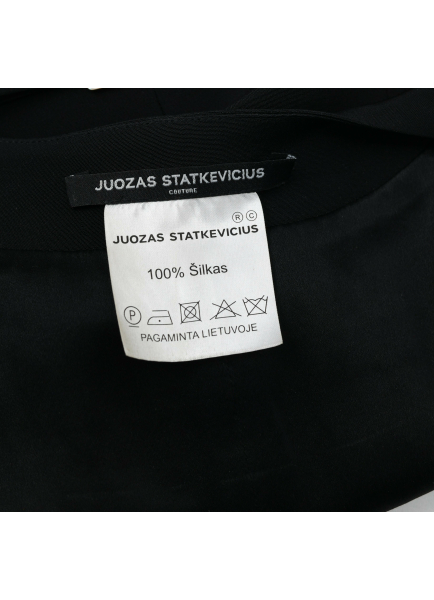 JUOZAS STATKEVICIUS
COUTURE
® ©
JUOZAS STATKEVICIUS
100% Šilkas
P
PAGAMINTA LIETUVOJE